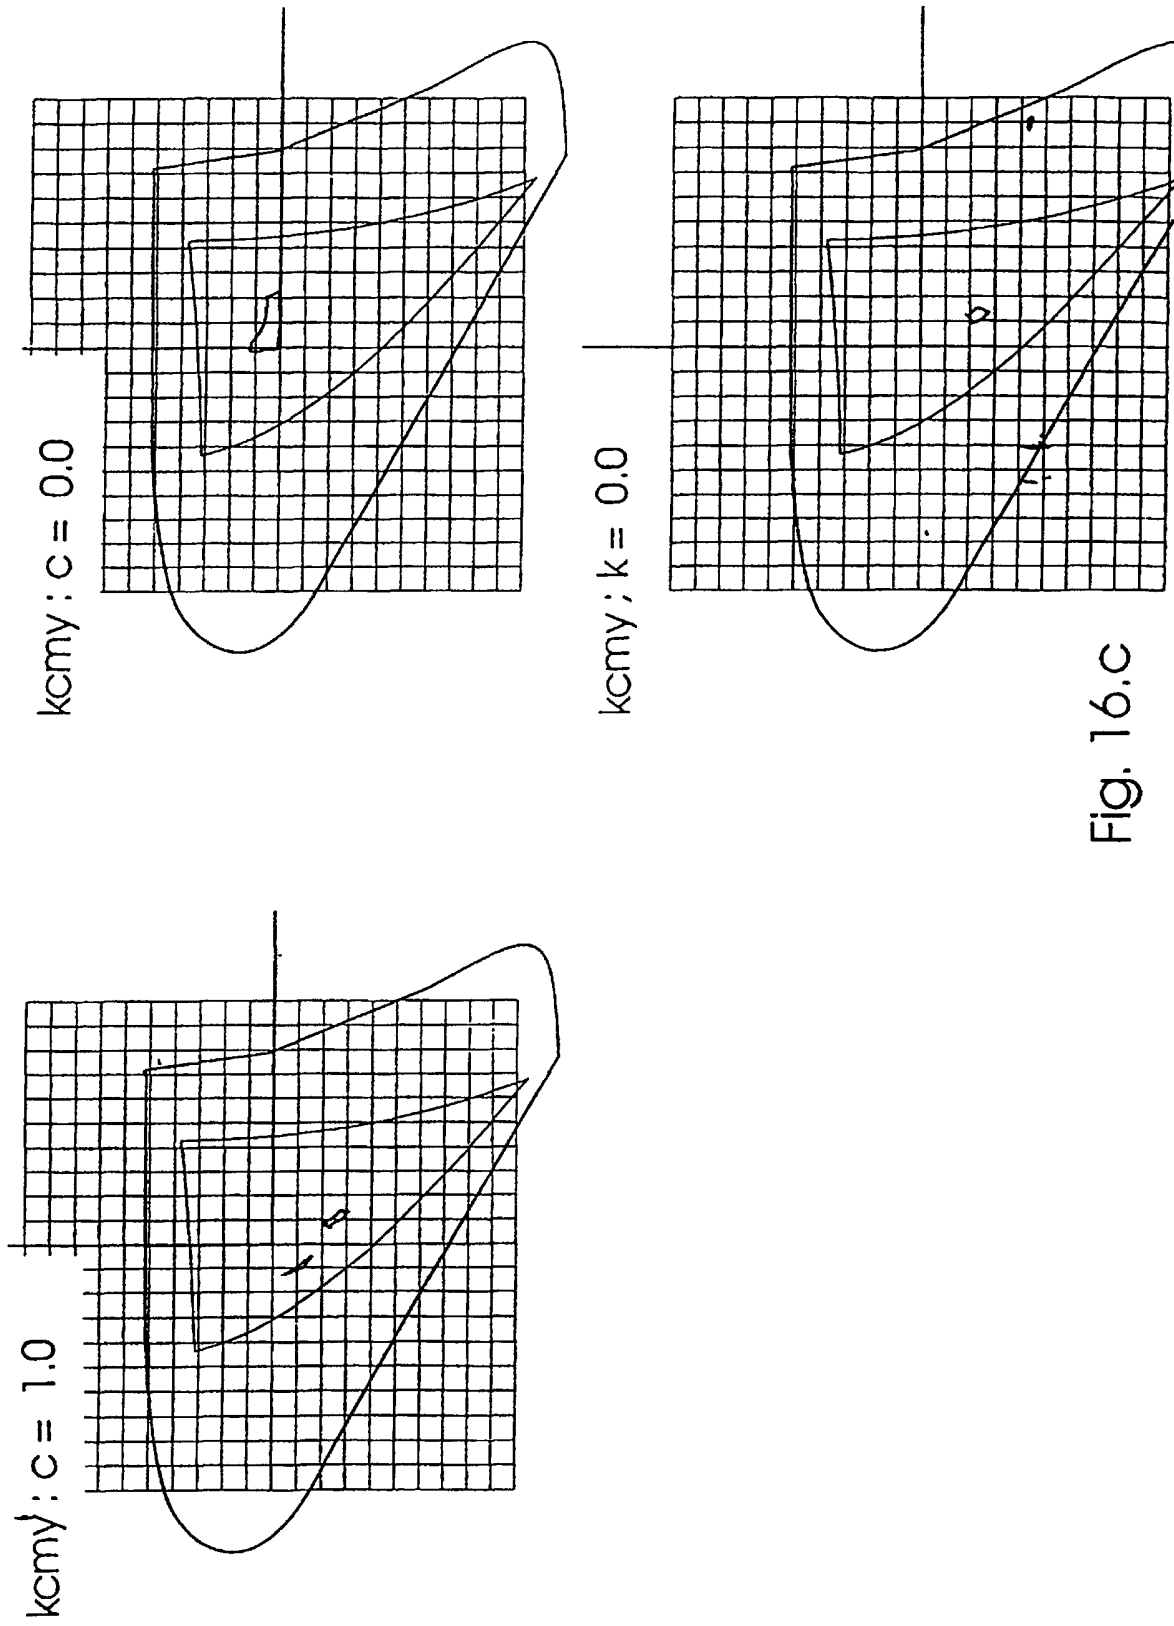 kcmy : c = 1.0
kcmy : c = 0.0
kcmy ; k = 0.0
Fig. 16.c